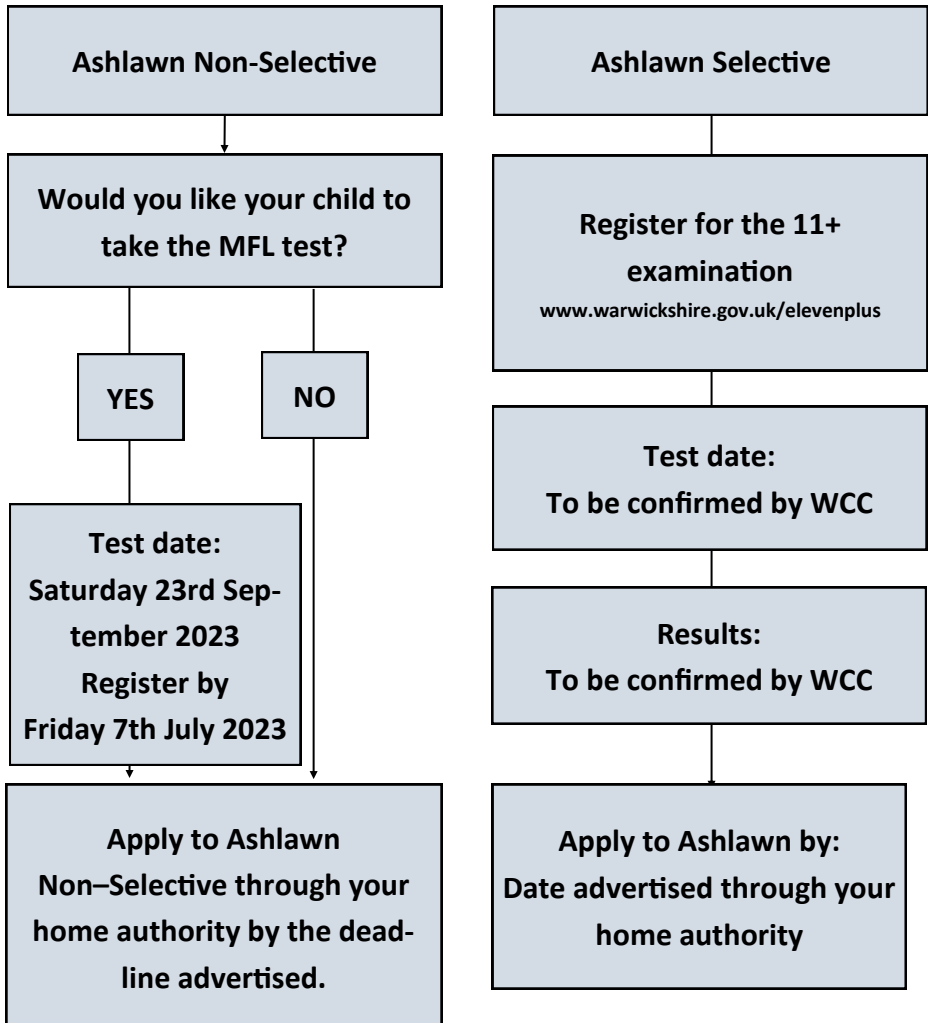 Ashlawn Non-Selective
Would you like your child to
take the MFL test?
YES
NO
Test date:
Saturday 23rd Sep-
tember 2023
Register by
Friday 7th July 2023
Apply to Ashlawn
Non–Selective through your
home authority by the dead-
line advertised.
Ashlawn Selective
Register for the 11+
examination
www.warwickshire.gov.uk/elevenplus
Test date:
To be confirmed by WCC
Results:
To be confirmed by WCC
Apply to Ashlawn by:
Date advertised through your
home authority